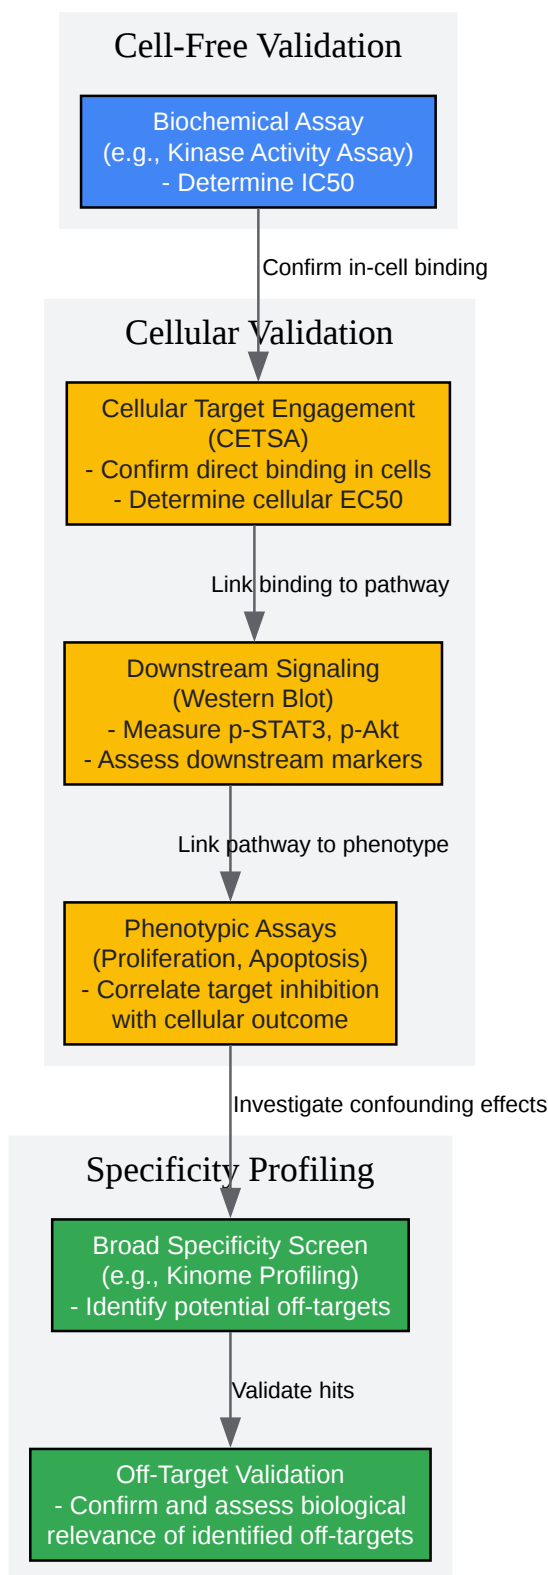 Cell-Free Validation
Biochemical Assay
(e.g., Kinase Activity Assay)
- Determine IC50
Confirm in-cell binding
Cellular Validation
Cellular Target Engagement
(CETSA)
- Confirm direct binding in cells
- Determine cellular EC50
Link binding to pathway
Downstream Signaling
(Western Blot)
- Measure p-STAT3, p-Akt
- Assess downstream markers
Link pathway to phenotype
Phenotypic Assays
(Proliferation, Apoptosis)
- Correlate target inhibition
with cellular outcome
Investigate confounding effects
Specificity Profiling
Broad Specificity Screen
(e.g., Kinome Profiling)
- Identify potential off-targets
Validate hits
Off-Target Validation
- Confirm and assess biological
relevance of identified off-targets